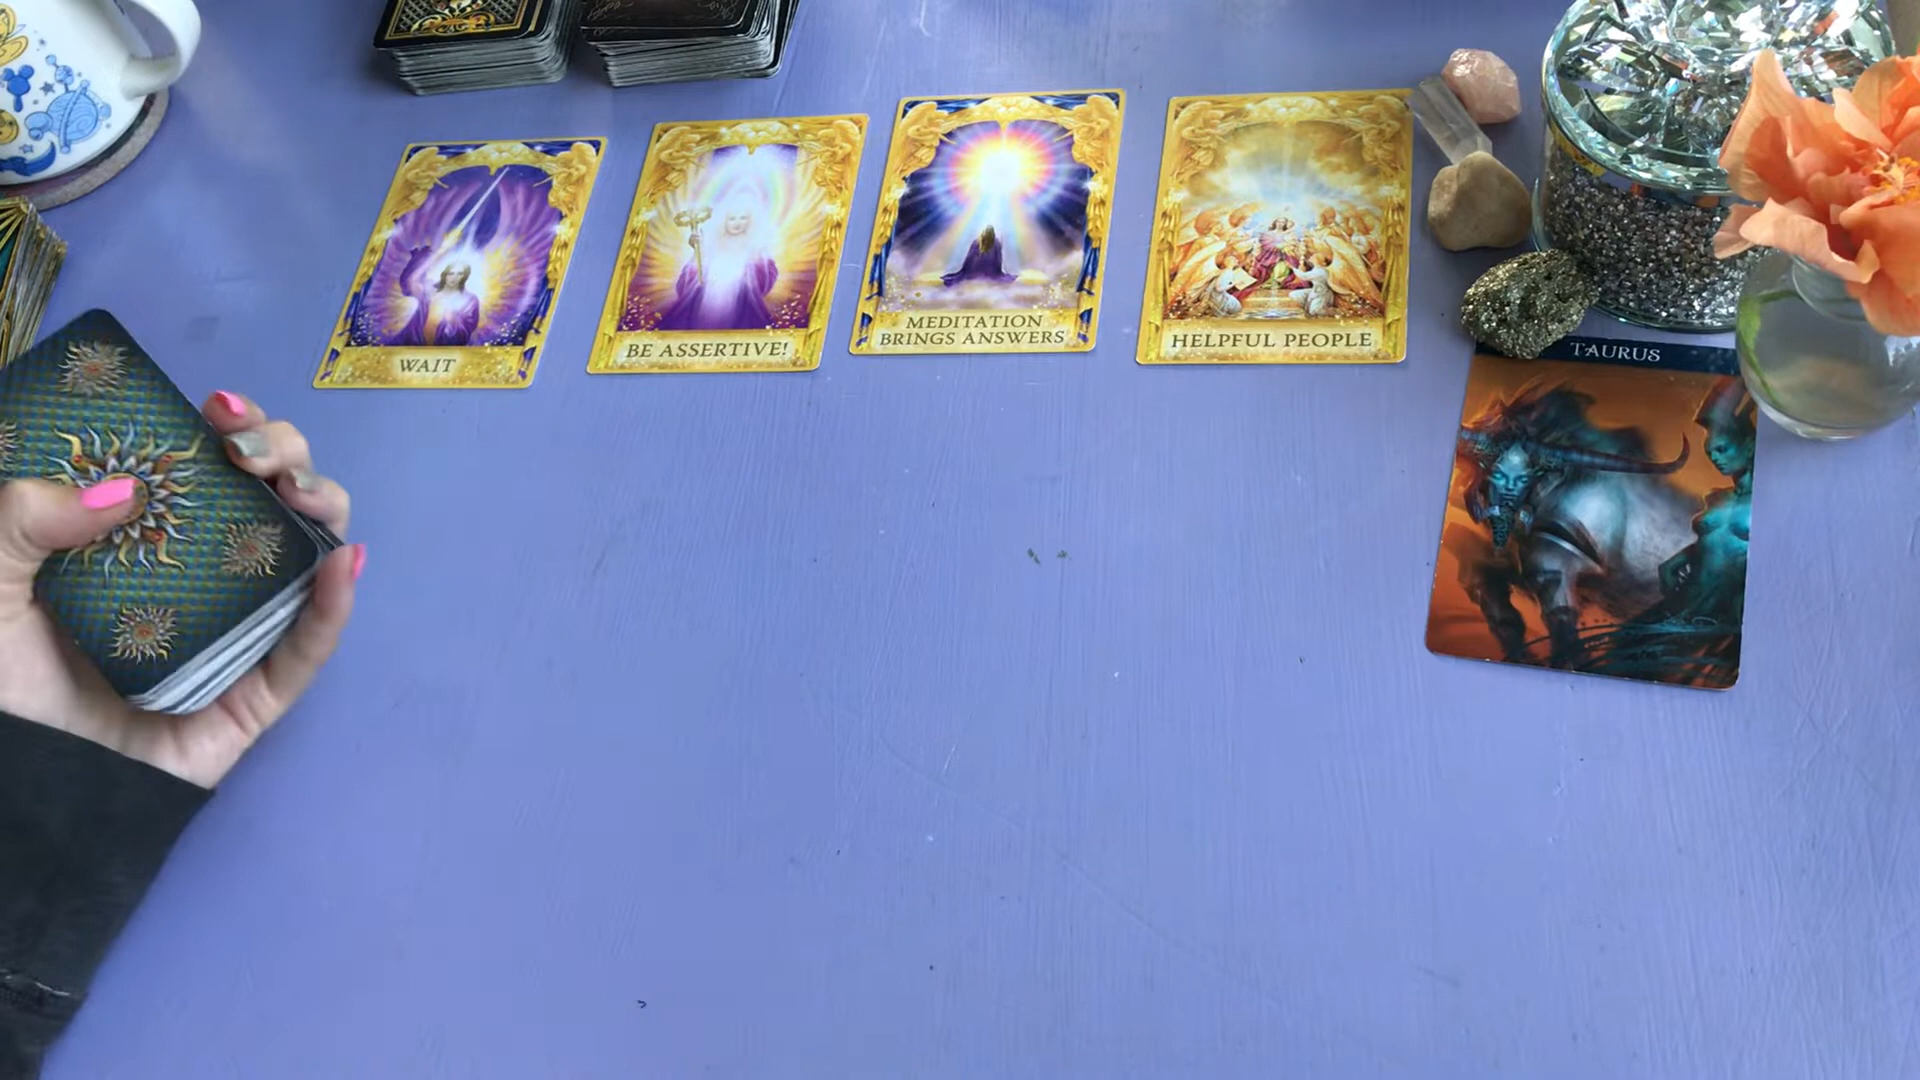 WAIT
BE ASSERTIVE!
MEDITATION
BRINGS ANSWERS
HELPFUL PEOPLE
TAURUS